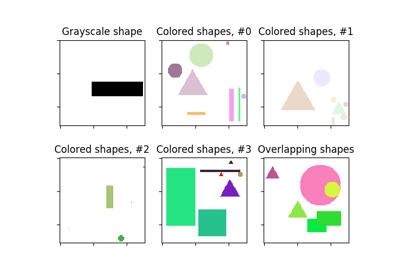 Grayscale shape
Colored shapes, #0
Colored shapes, #1
Colored shapes, #2
Colored shapes, #3
Overlapping shapes